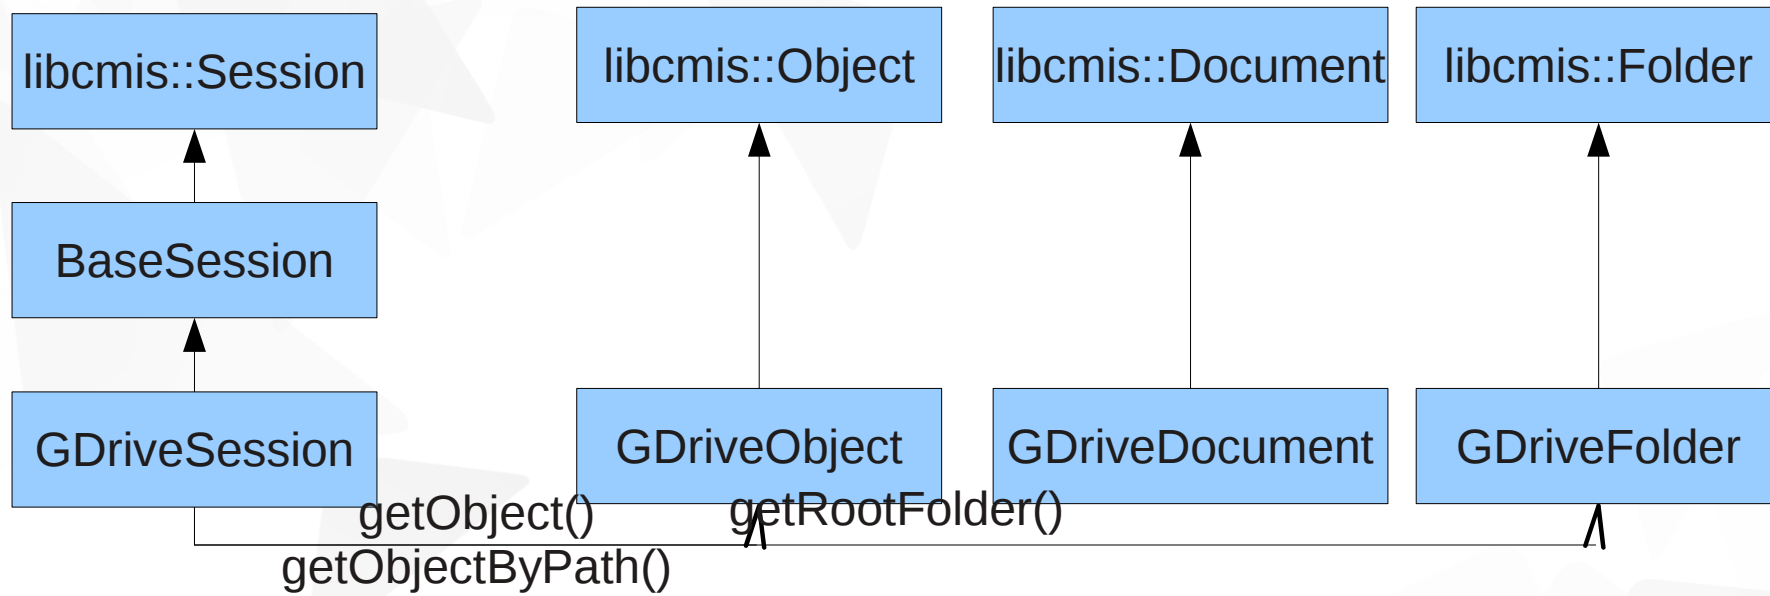 libcmis::Session
libcmis::Object
libcmis::Document
libcmis::Folder
BaseSession
GDriveSession
GDriveObject
GDriveDocument
GDriveFolder
getObject()
getRootFolder()
getObjectByPath()